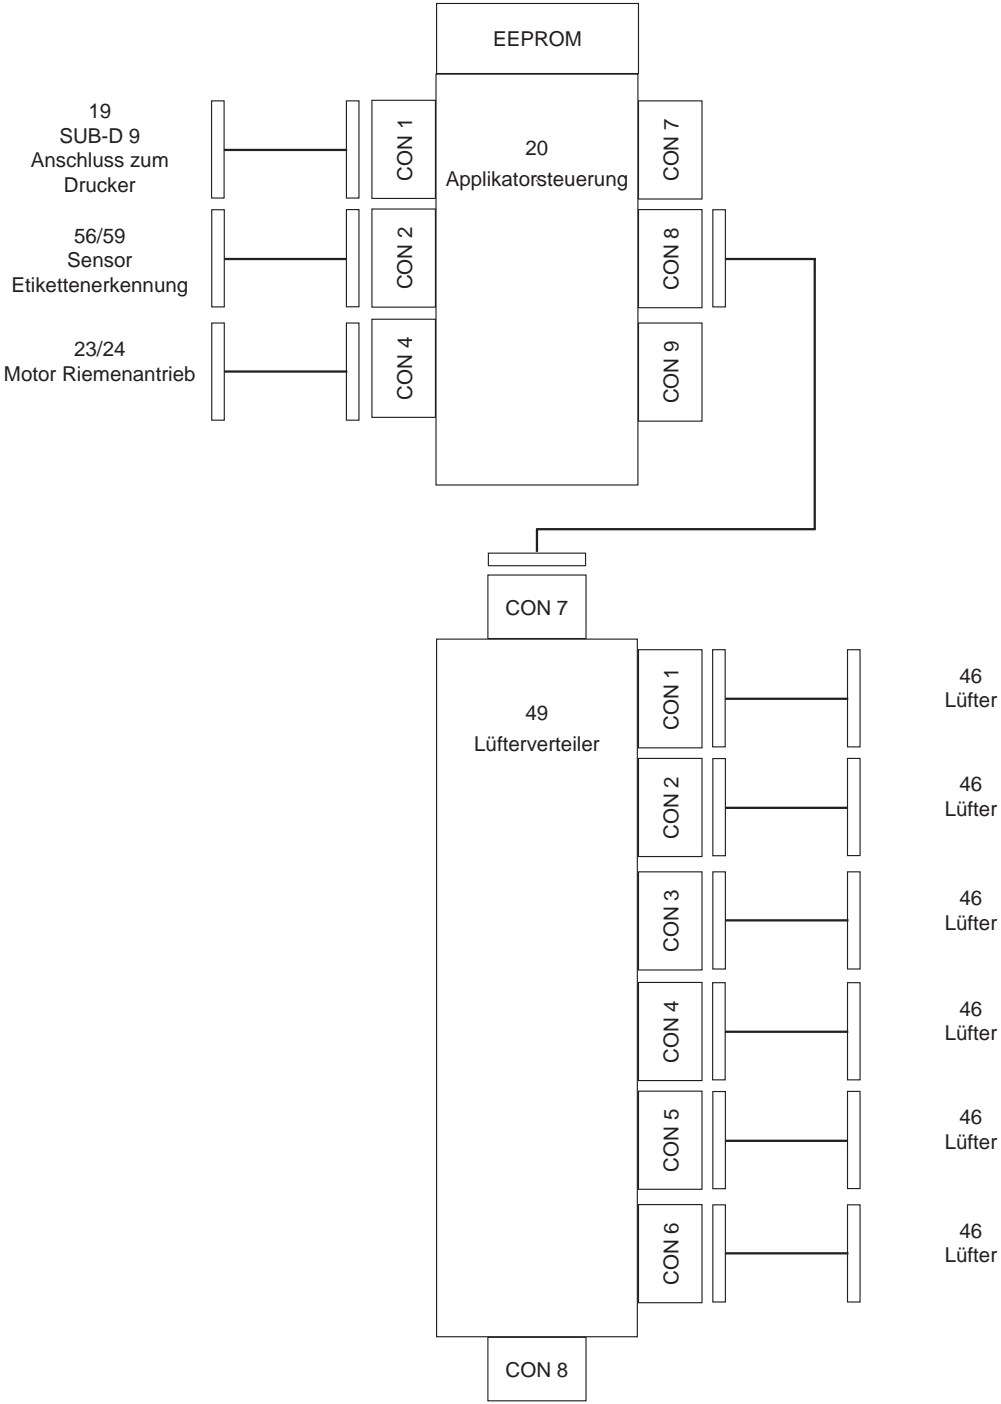 EEPROM
19
SUB-D 9
Anschluss zum
Drucker
CON 1
20
Applikatorsteuerung
CON 7
56/59
Sensor
Etikettenerkennung
CON 2
CON 8
23/24
Motor Riemenantrieb
CON 4
CON 9
CON 7
49
Lüfterverteiler
CON 1
46
Lüfter
CON 2
46
Lüfter
CON 3
46
Lüfter
CON 4
46
Lüfter
CON 5
46
Lüfter
CON 6
46
Lüfter
CON 8